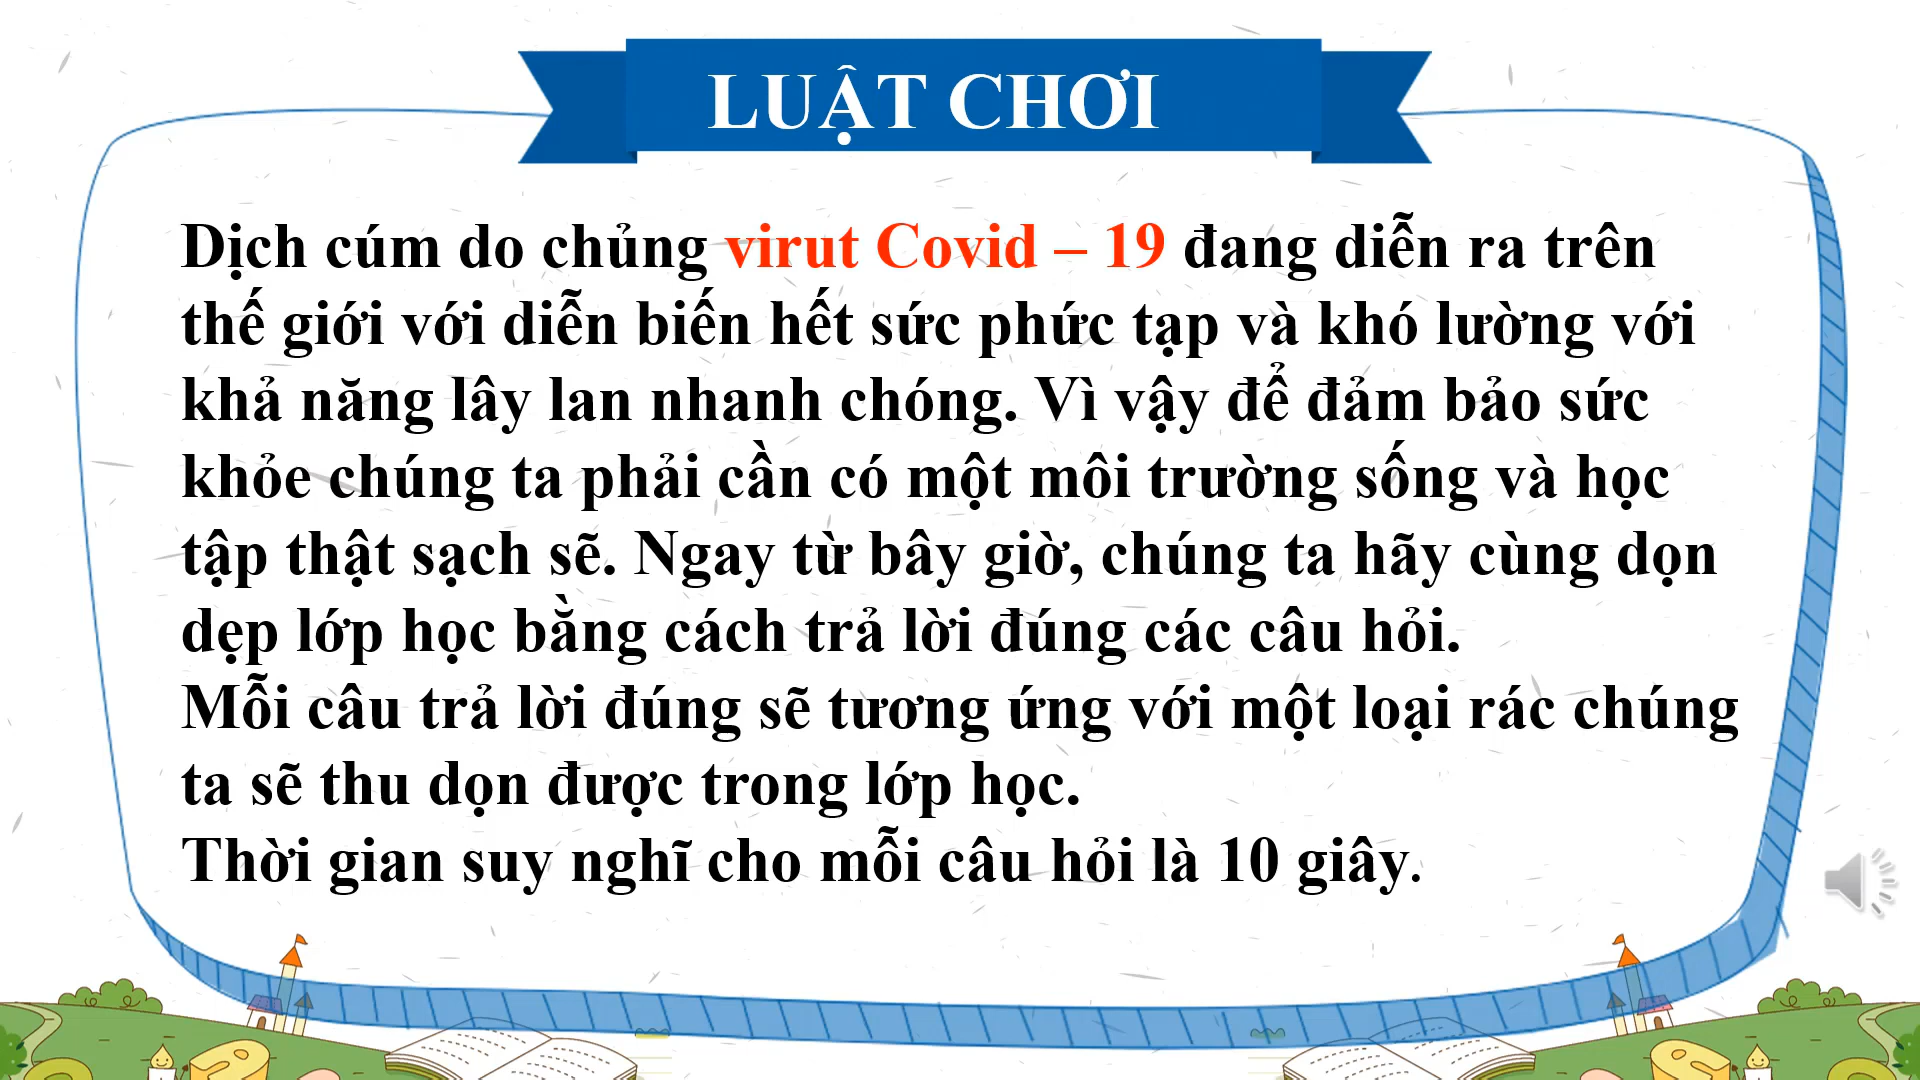 LUẬT CHƠI
Dịch cúm do chủng virut Covid – 19 đang diễn ra trên
thế giới với diễn biến hết sức phức tạp và khó lường với
khả năng lây lan nhanh chóng. Vì vậy để đảm bảo sức
khỏe chúng ta phải cần có một môi trường sống và học
tập thật sạch sẽ. Ngay từ bây giờ, chúng ta hãy cùng dọn
dẹp lớp học bằng cách trả lời đúng các câu hỏi.
Mỗi câu trả lời đúng sẽ tương ứng với một loại rác chúng
ta sẽ thu dọn được trong lớp học.
Thời gian suy nghĩ cho mỗi câu hỏi là 10 giây.